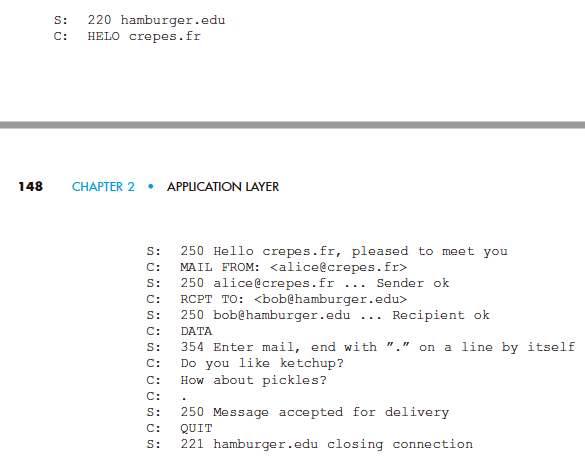 S: 220 hamburger.edu
C: HELO crepes.fr
148 CHAPTER 2 • APPLICATION LAYER
S: 250 Hello crepes.fr, pleased to meet you
C: MAIL FROM: <alice@crepes.fr>
S: 250 alice@crepes.fr ... Sender ok
C: RCPT TO: <bob@hamburger.edu>
S: 250 bob@hamburger.edu ... Recipient ok
C: DATA
S: 354 Enter mail, end with ”.” on a line by itself
C: Do you like ketchup?
C: How about pickles?
C: .
S: 250 Message accepted for delivery
C: QUIT
S: 221 hamburger.edu closing connection